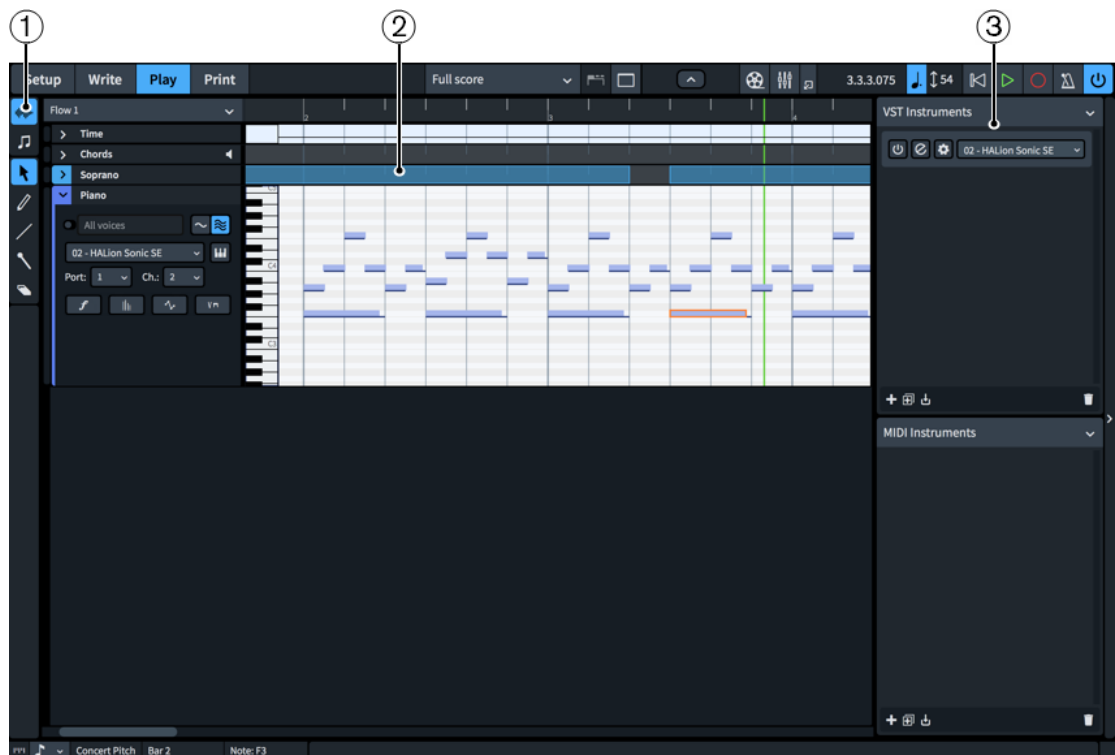 1 2 3
Setup Write Play Print Full score 3.3.3.075 54
Flow 1 2 3 4 VST Instruments
Time
Chords 02 - HALion Sonic SE
Soprano
Piano C5
All voices
02 - HALion Sonic SE C4
Port: 1 Ch.: 2
C3
MIDI Instruments
Concert Pitch Bar 2 Note: F3